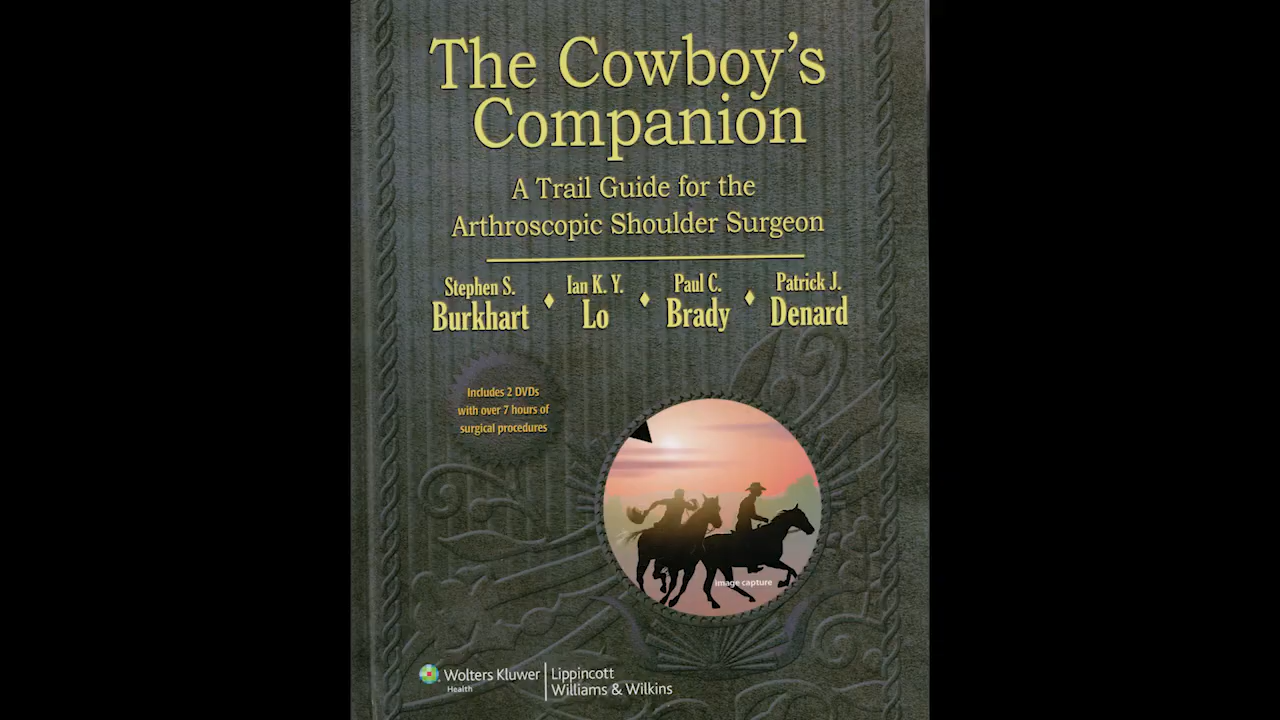 The Cowboy's
Companion
A Trail Guide for the
Arthroscopic Shoulder Surgeon
Stephen S.
Burkhart
Ian K. Y.
Lo
Paul C.
Brady
Patrick J.
Denard
Includes 2 DVDs
with over 7 hours of
surgical procedures
image capture
Wolters Kluwer
Health
Lippincott
Williams & Wilkins